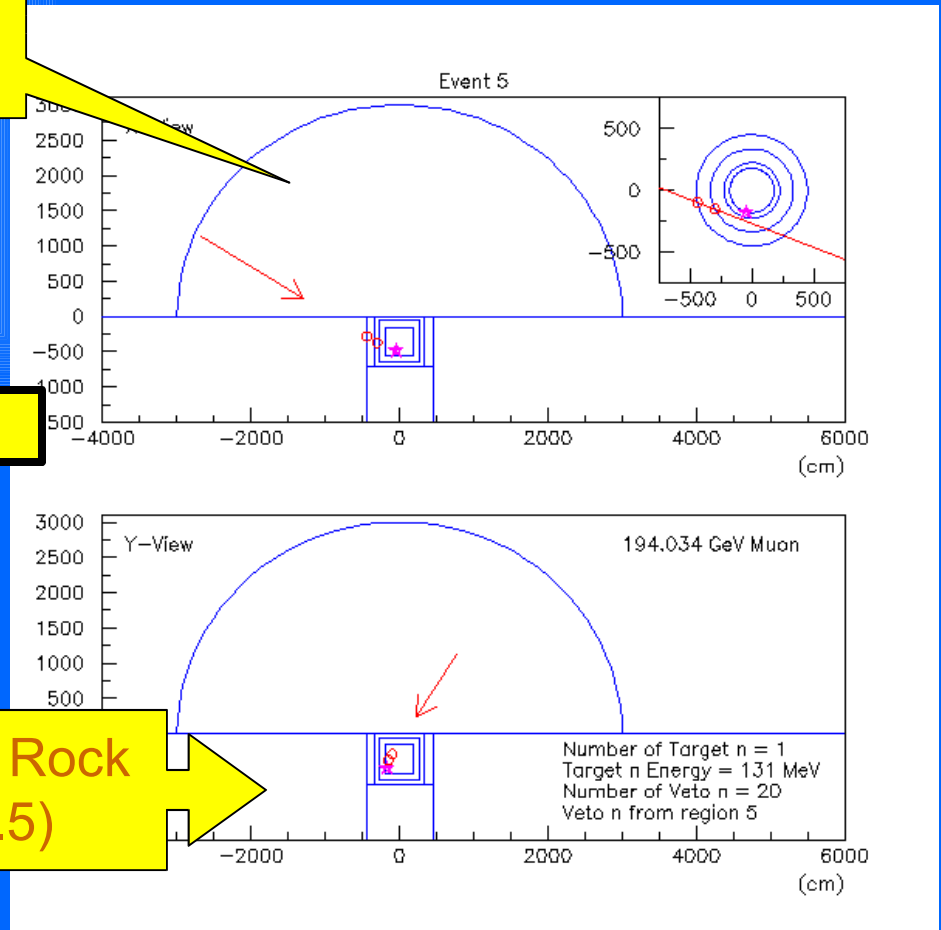 Event 5
2500
2000
1500
1000
500
0
−500
−4000 −2000 0 2000 4000 6000
(cm)
500
0
−500
−500 0 500
3000
2500
2000
1500
1000
500
Y−View
194.034 GeV Muon
Number of Target n = 1
Target n Energy = 131 MeV
Number of Veto n = 20
Veto n from region 5
Rock
.5)
−2000 0 2000 4000 6000
(cm)